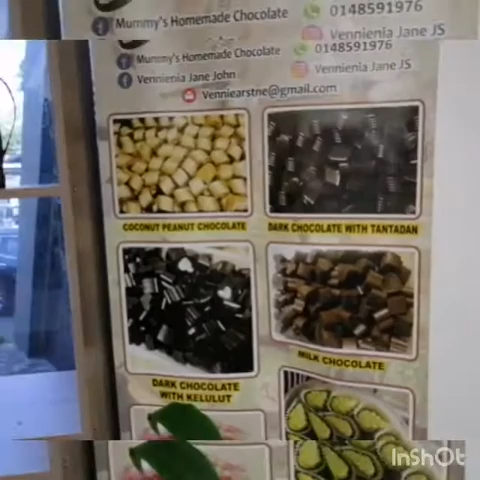 Mummy's Homemade Chocolate
0148591976
Vennienia Jane JS
Mummy's Homemade Chocolate
0148591976
Vennienia Jane John
Vennienia Jane JS
Venniearstne@gmail.com
COCONUT PEANUT CHOCOLATE
DARK CHOCOLATE WITH TANTADAN
DARK CHOCOLATE
WITH KELULUT
MILK CHOCOLATE
InShOt